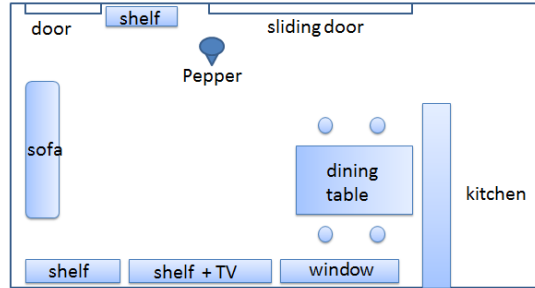 door
shelf
sliding door
Pepper
sofa
dining
table
kitchen
shelf
shelf + TV
window